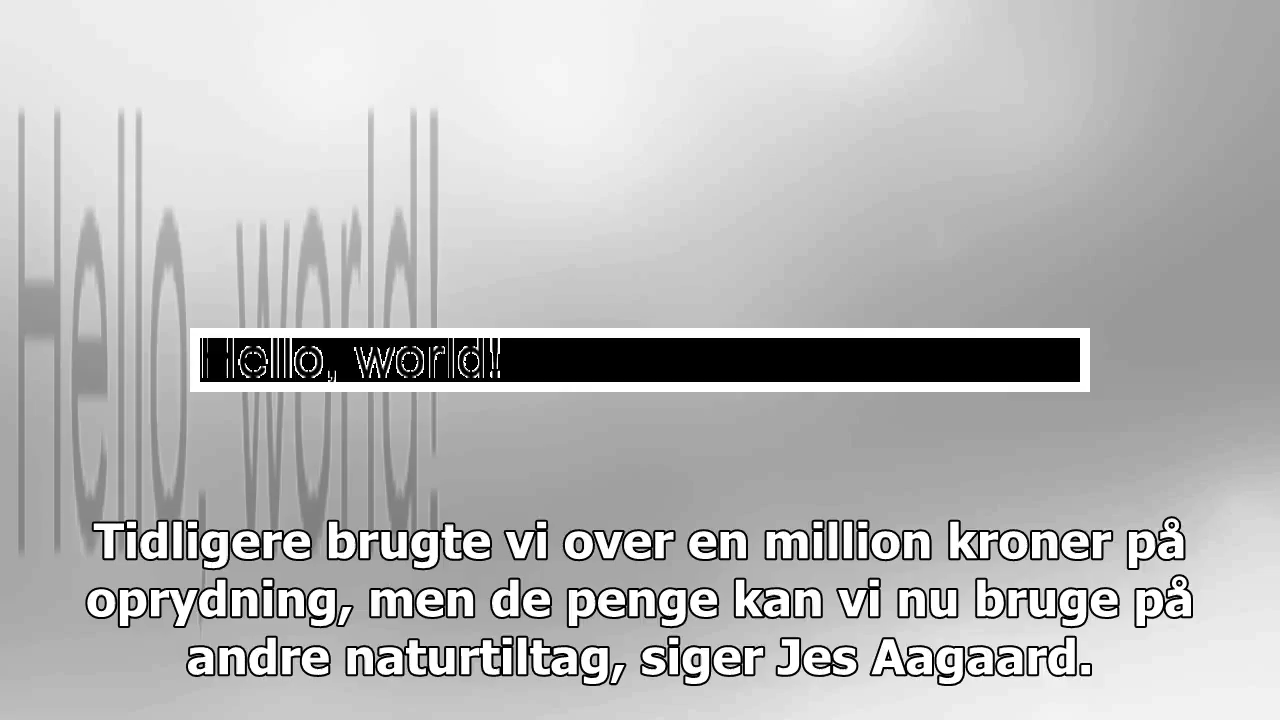 Hello, world!
Hello, world!
Tidligere brugte vi over en million kroner på
oprydning, men de penge kan vi nu bruge på
andre naturtiltag, siger Jes Aagaard.